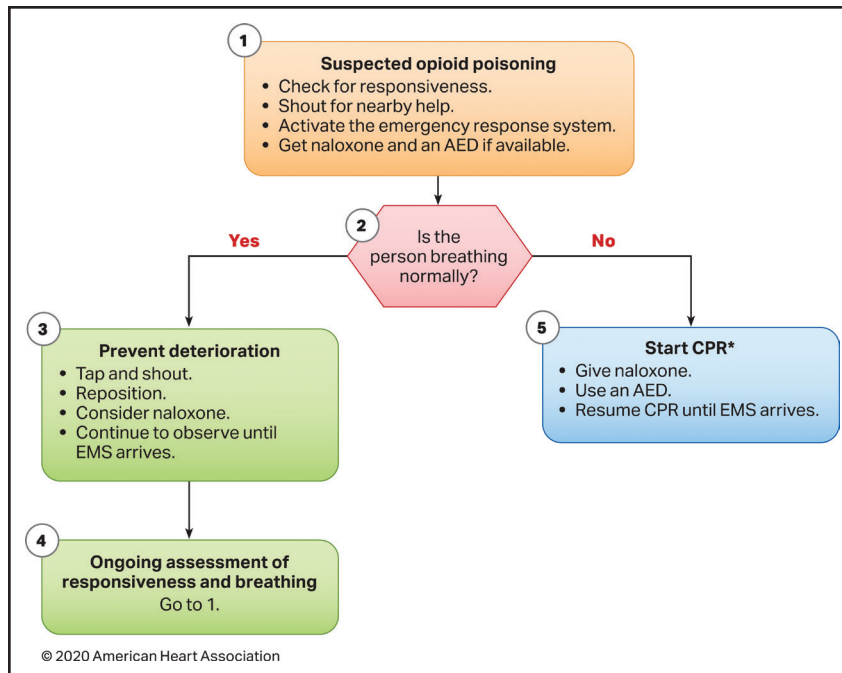 1
Suspected opioid poisoning
• Check for responsiveness.
• Shout for nearby help.
• Activate the emergency response system.
• Get naloxone and an AED if available.
2
Is the
person breathing
normally?
Yes
No
3
Prevent deterioration
• Tap and shout.
• Reposition.
• Consider naloxone.
• Continue to observe until
EMS arrives.
5
Start CPR*
• Give naloxone.
• Use an AED.
• Resume CPR until EMS arrives.
4
Ongoing assessment of
responsiveness and breathing
Go to 1.
© 2020 American Heart Association